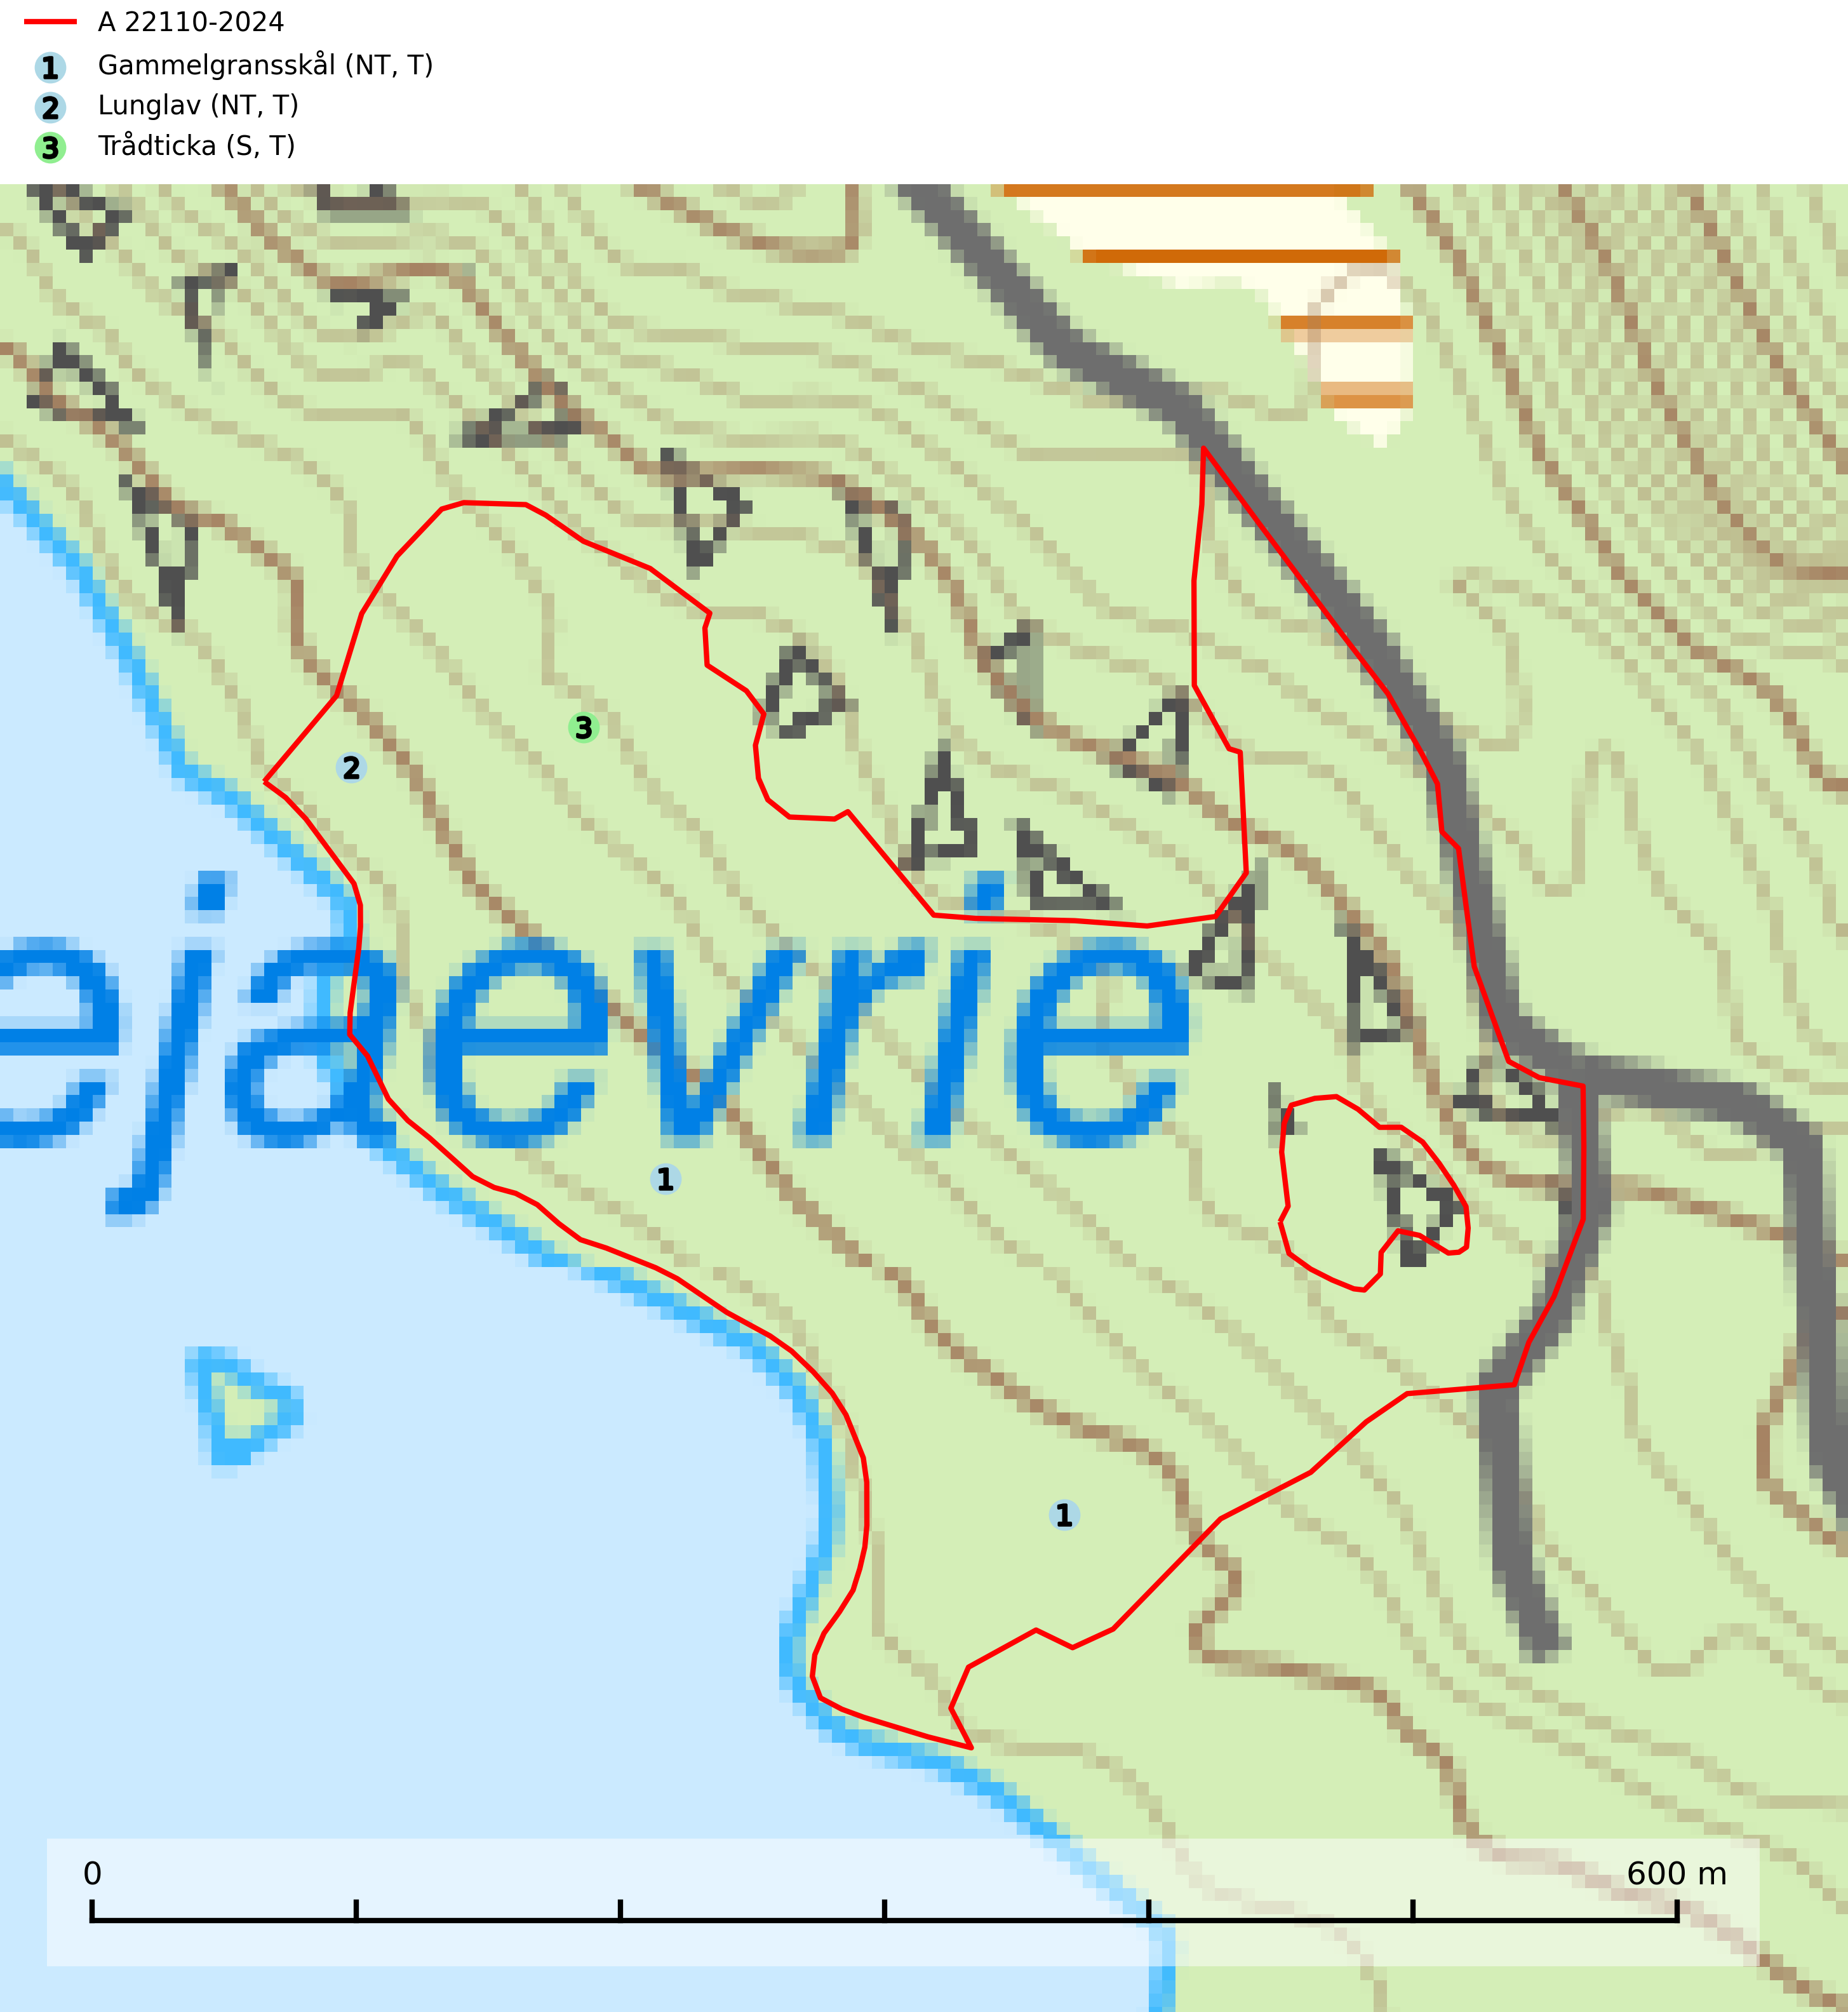 A 22110-2024
1 Gammelgransskål (NT, T)
2 Lunglav (NT, T)
3 Trådticka (S, T)
3
2
ejaevrie
1
1
0 600 m